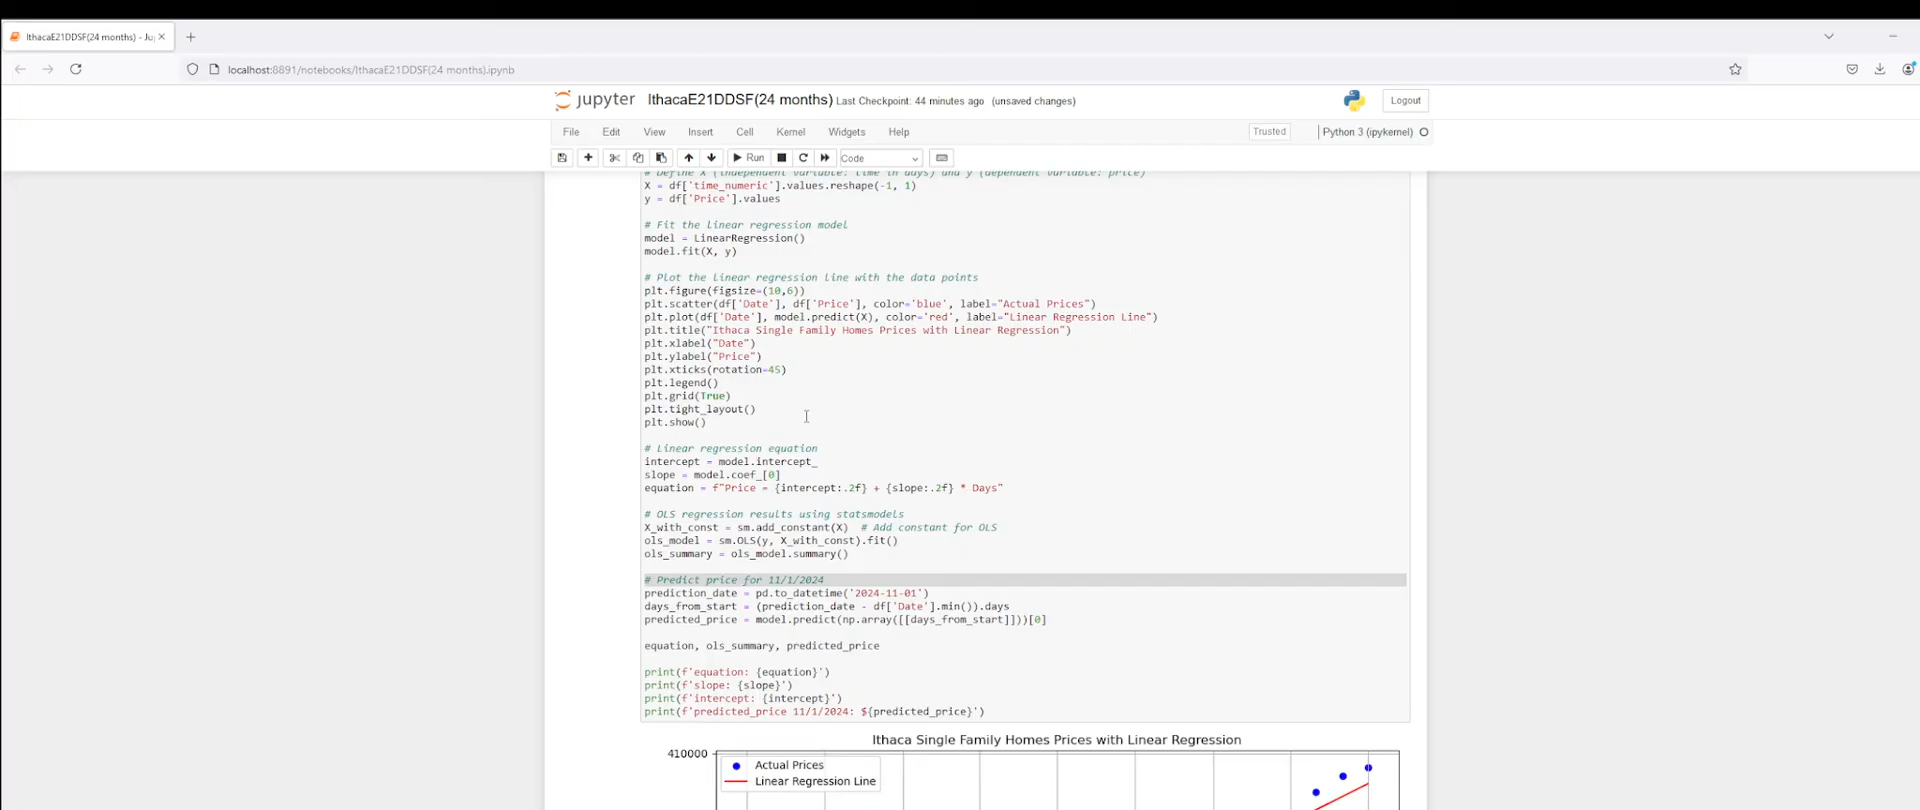 IthacaE21DDSF(24 months) - Ju
localhost:8891/notebooks/IthacaE21DDSF(24 months).ipynb
jupyter IthacaE21DDSF(24 months) Last Checkpoint: 44 minutes ago (unsaved changes)
Logout
File Edit View Insert Cell Kernel Widgets Help
Trusted Python 3 (ipykernel)
Run Code
# Define X (independent variable: time in days) and y (dependent variable: price)
X = df['time_numeric'].values.reshape(-1, 1)
y = df['Price'].values
# Fit the linear regression model
model = LinearRegression()
model.fit(X, y)
# Plot the linear regression line with the data points
plt.figure(figsize=(10,6))
plt.scatter(df['Date'], df['Price'], color='blue', label="Actual Prices")
plt.plot(df['Date'], model.predict(X), color='red', label="Linear Regression Line")
plt.title("Ithaca Single Family Homes Prices with Linear Regression")
plt.xlabel("Date")
plt.ylabel("Price")
plt.xticks(rotation=45)
plt.legend()
plt.grid(True)
plt.tight_layout()
plt.show()
# Linear regression equation
intercept = model.intercept_
slope = model.coef_[0]
equation = f"Price = {intercept:.2f} + {slope:.2f} * Days"
# OLS regression results using statsmodels
X_with_const = sm.add_constant(X)  # Add constant for OLS
ols_model = sm.OLS(y, X_with_const).fit()
ols_summary = ols_model.summary()
# Predict price for 11/1/2024
prediction_date = pd.to_datetime('2024-11-01')
days_from_start = (prediction_date - df['Date'].min()).days
predicted_price = model.predict(np.array([[days_from_start]]))[0]
equation, ols_summary, predicted_price
print(f'equation: {equation}')
print(f'slope: {slope}')
print(f'intercept: {intercept}')
print(f'predicted_price 11/1/2024: ${predicted_price}')
Ithaca Single Family Homes Prices with Linear Regression
410000
Actual Prices
Linear Regression Line